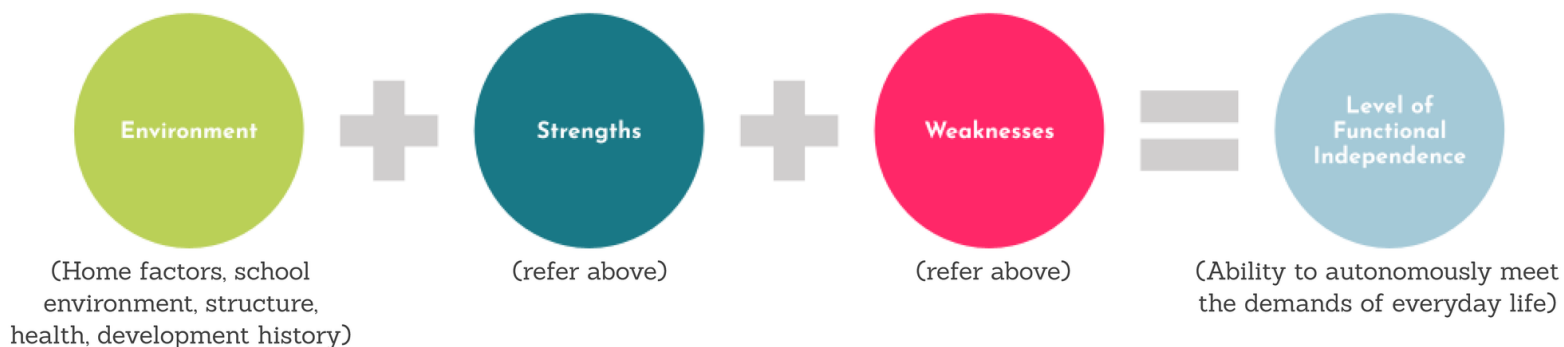 Environment
Strengths
Weaknesses
Level of
Functional
Independence
(Home factors, school
environment, structure,
health, development history)
(refer above)
(refer above)
(Ability to autonomously meet
the demands of everyday life)